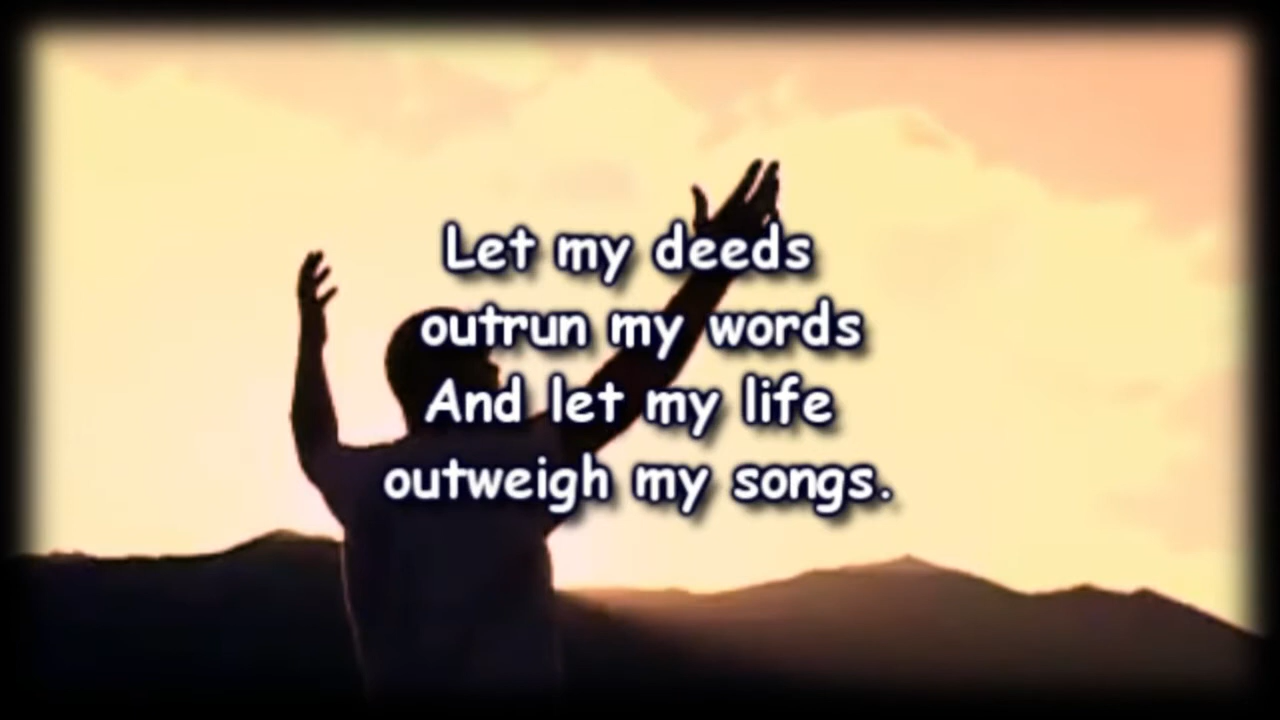 Let my deeds
outrun my words
And let my life
outweigh my songs.